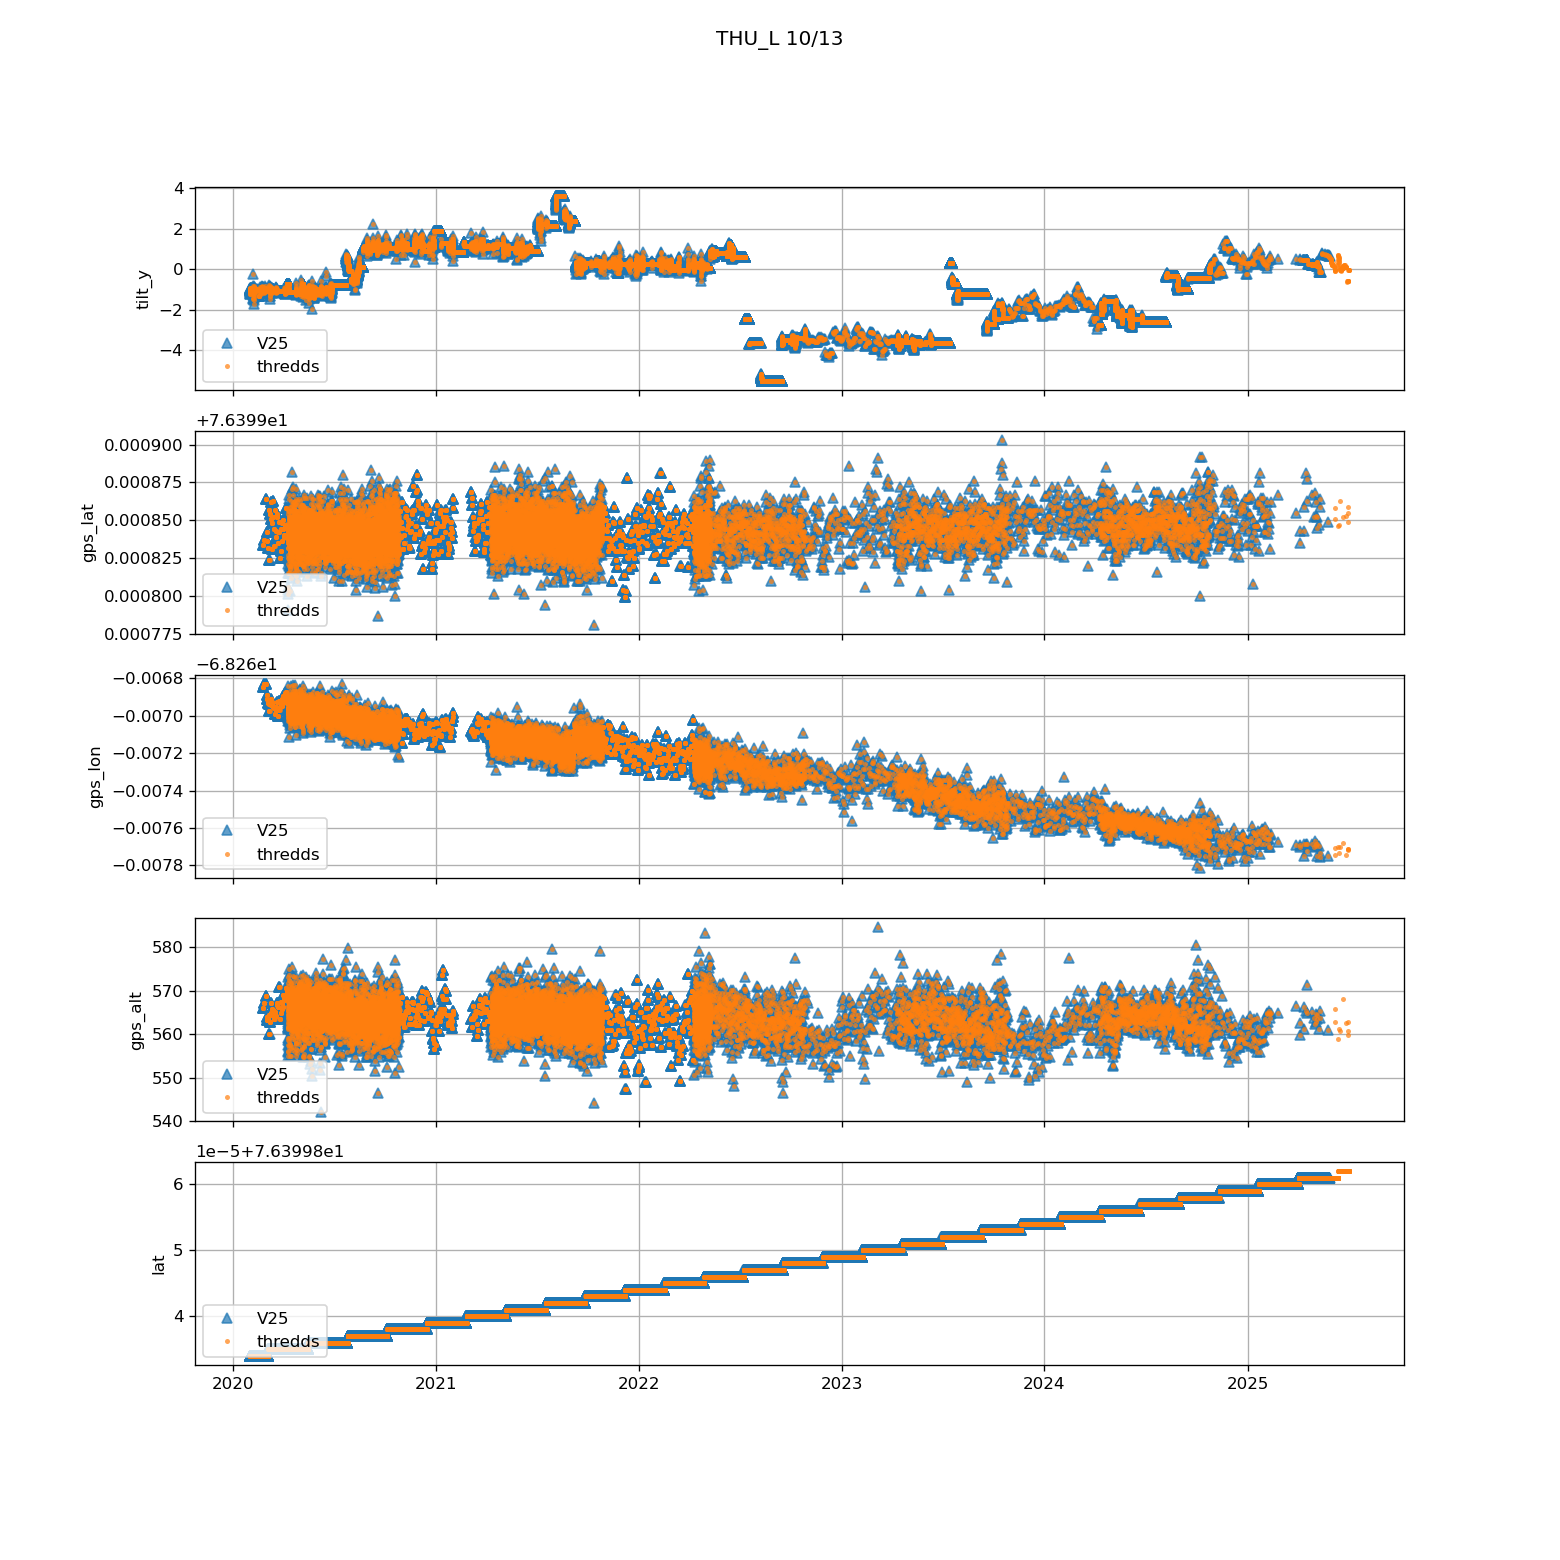 THU_L 10/13
4
2
0
−2
−4
tilt_y
V25
thredds
+7.6399e1
0.000900
0.000875
0.000850
0.000825
0.000800
0.000775
gps_lat
V25
thredds
−6.826e1
−0.0068
−0.0070
−0.0072
−0.0074
−0.0076
−0.0078
gps_lon
V25
thredds
580
570
560
550
540
gps_alt
V25
thredds
1e−5+7.63998e1
6
5
4
lat
V25
thredds
2020 2021 2022 2023 2024 2025